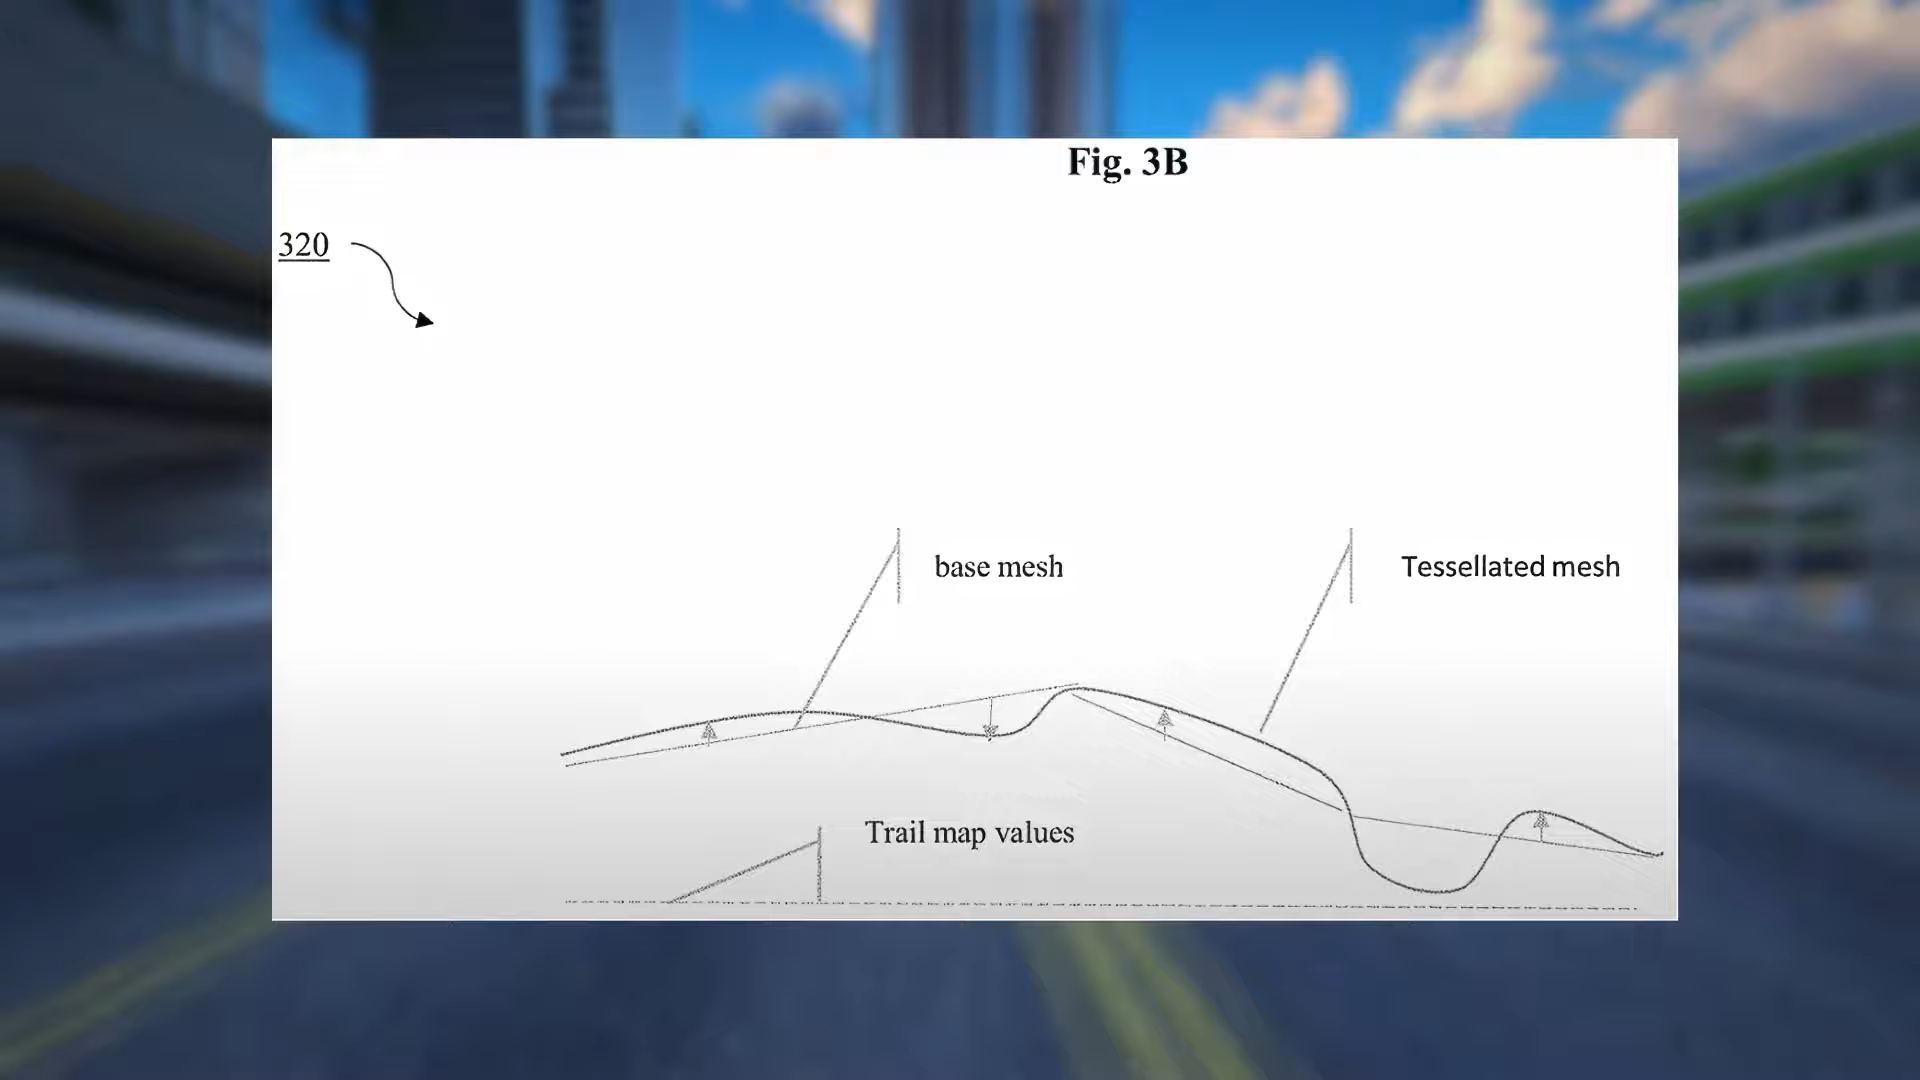 Fig. 3B
320
base mesh
Tessellated mesh
Trail map values